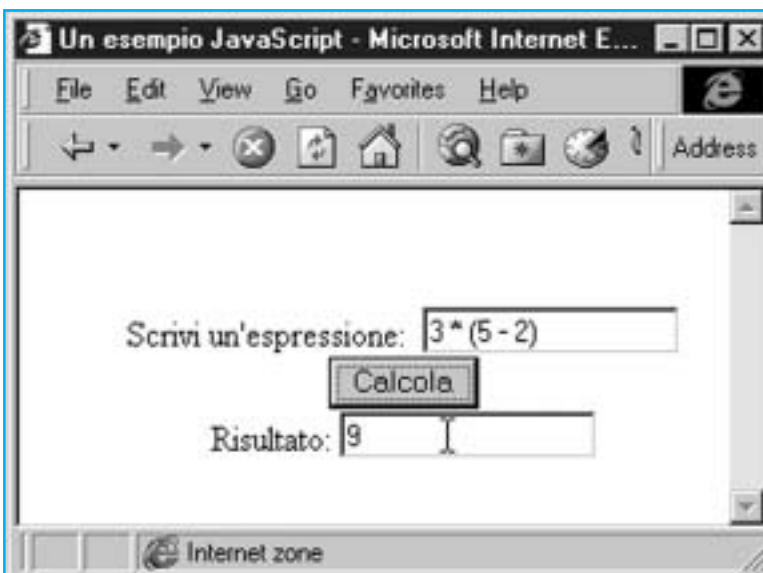 Un esempio JavaScript - Microsoft Internet E...
File Edit View Go Favorites Help
Address
Scrivi un'espressione: 3 * (5 - 2)
Calcola
Risultato: 9
Internet zone